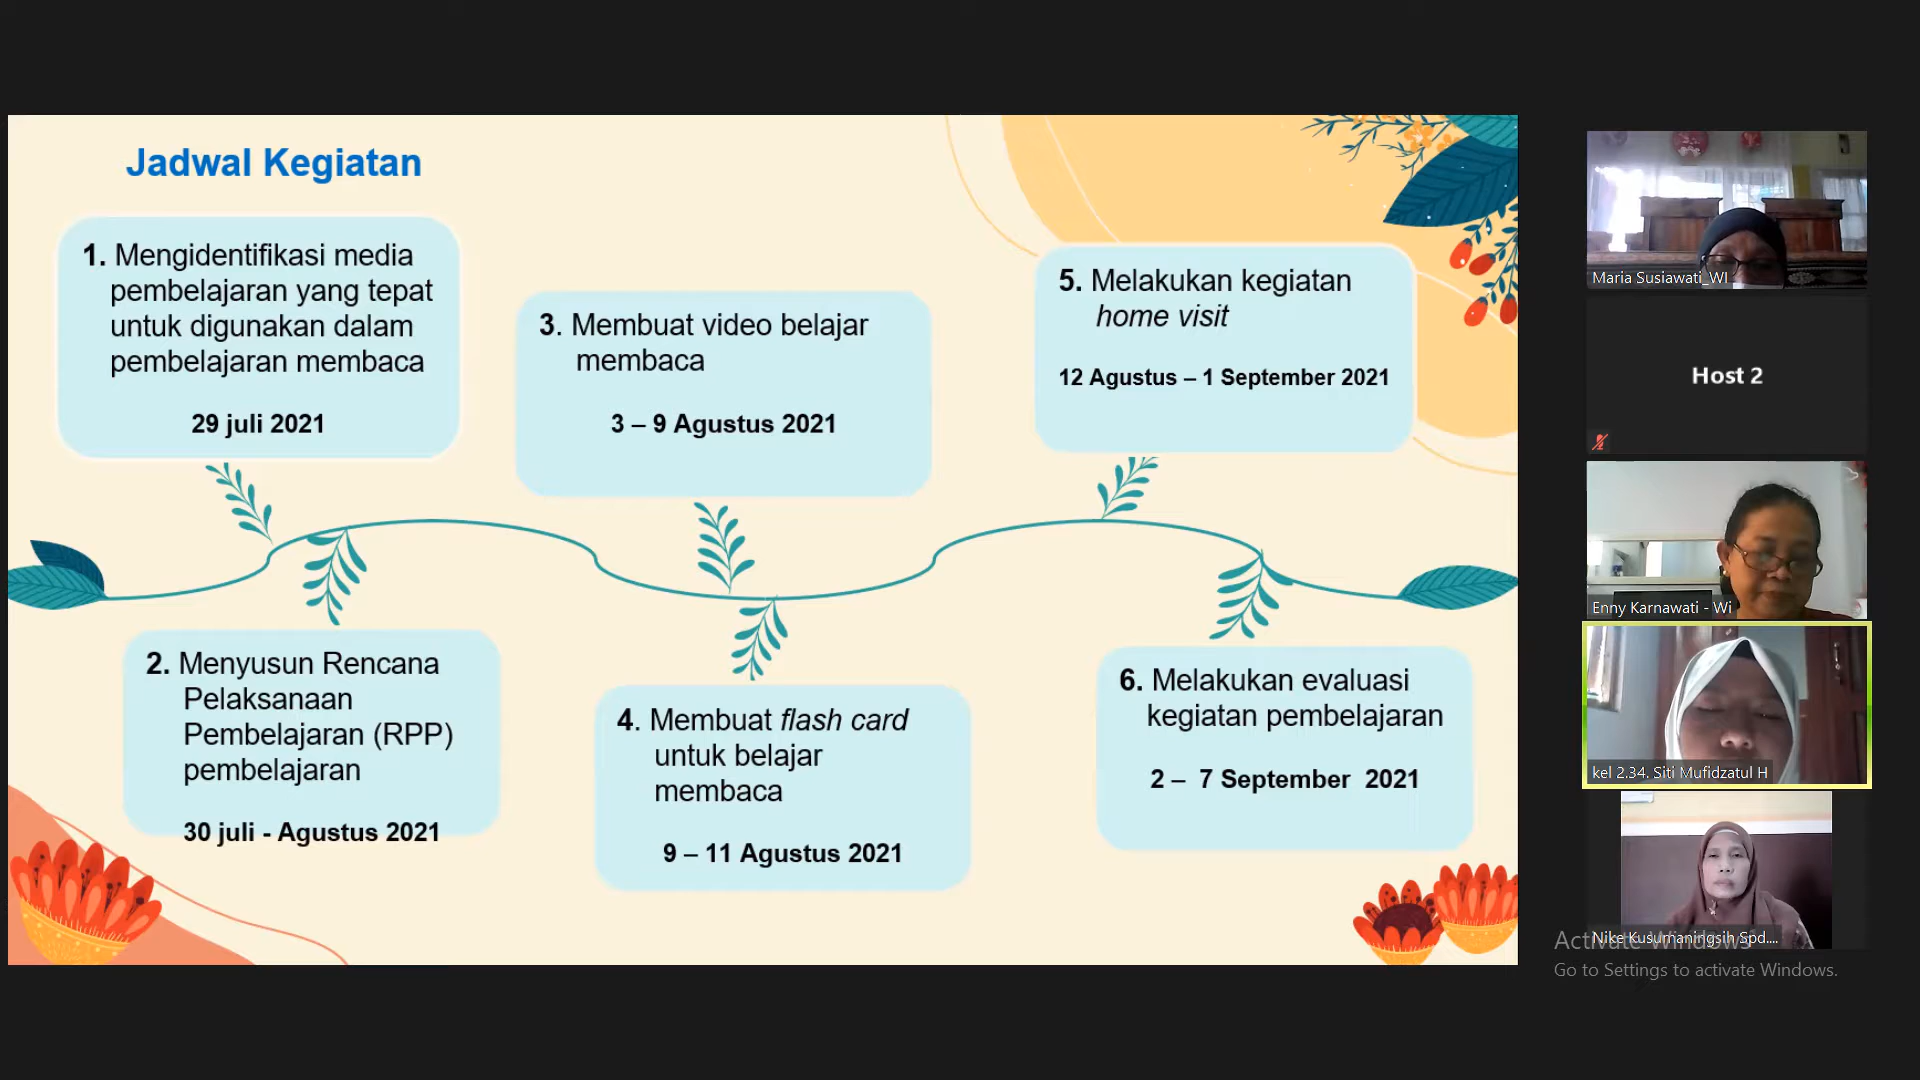 Jadwal Kegiatan
1. Mengidentifikasi media
pembelajaran yang tepat
untuk digunakan dalam
pembelajaran membaca
29 juli 2021
2. Menyusun Rencana
Pelaksanaan
Pembelajaran (RPP)
pembelajaran
30 juli - Agustus 2021
3. Membuat video belajar
membaca
3 – 9 Agustus 2021
4. Membuat flash card
untuk belajar
membaca
9 – 11 Agustus 2021
5. Melakukan kegiatan
home visit
12 Agustus – 1 September 2021
6. Melakukan evaluasi
kegiatan pembelajaran
2 – 7 September 2021
Maria Susiawati_WI
Host 2
Enny Karnawati - Wi
kel 2.34. Siti Mufidzatul H
Nike Kusumaningsih Spd....
Activate Windows
Go to Settings to activate Windows.